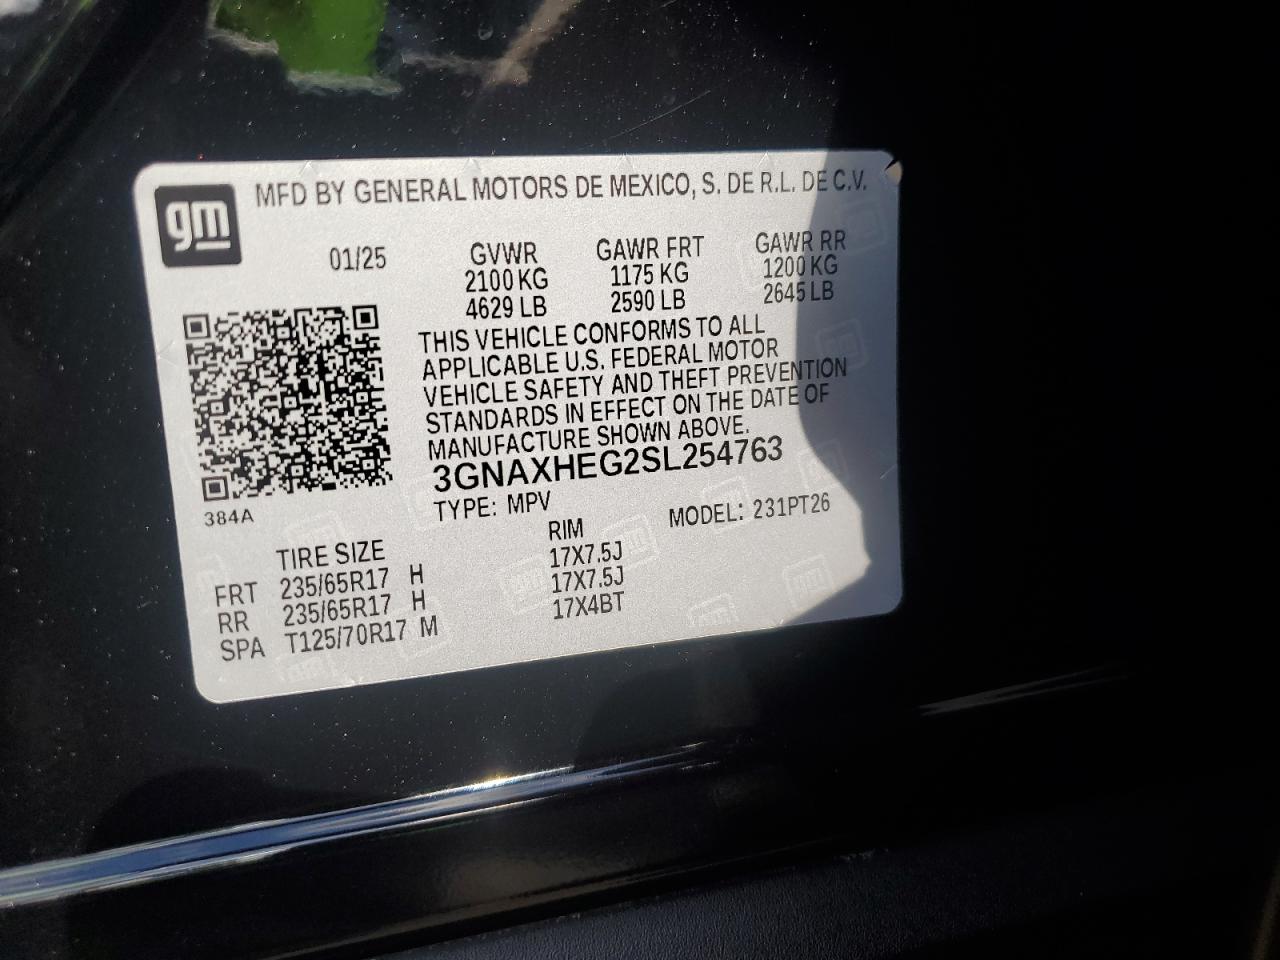 gm
MFD BY GENERAL MOTORS DE MEXICO, S. DE R.L. DE C.V.
01/25 GVWR GAWR FRT GAWR RR
2100 KG 1175 KG 1200 KG
4629 LB 2590 LB 2645 LB
THIS VEHICLE CONFORMS TO ALL
APPLICABLE U.S. FEDERAL MOTOR
VEHICLE SAFETY AND THEFT PREVENTION
STANDARDS IN EFFECT ON THE DATE OF
MANUFACTURE SHOWN ABOVE.
3GNAXHEG2SL254763
TYPE: MPV
MODEL: 231PT26
384A
TIRE SIZE RIM
FRT 235/65R17 H 17X7.5J
RR 235/65R17 H 17X7.5J
SPA T125/70R17 M 17X4BT